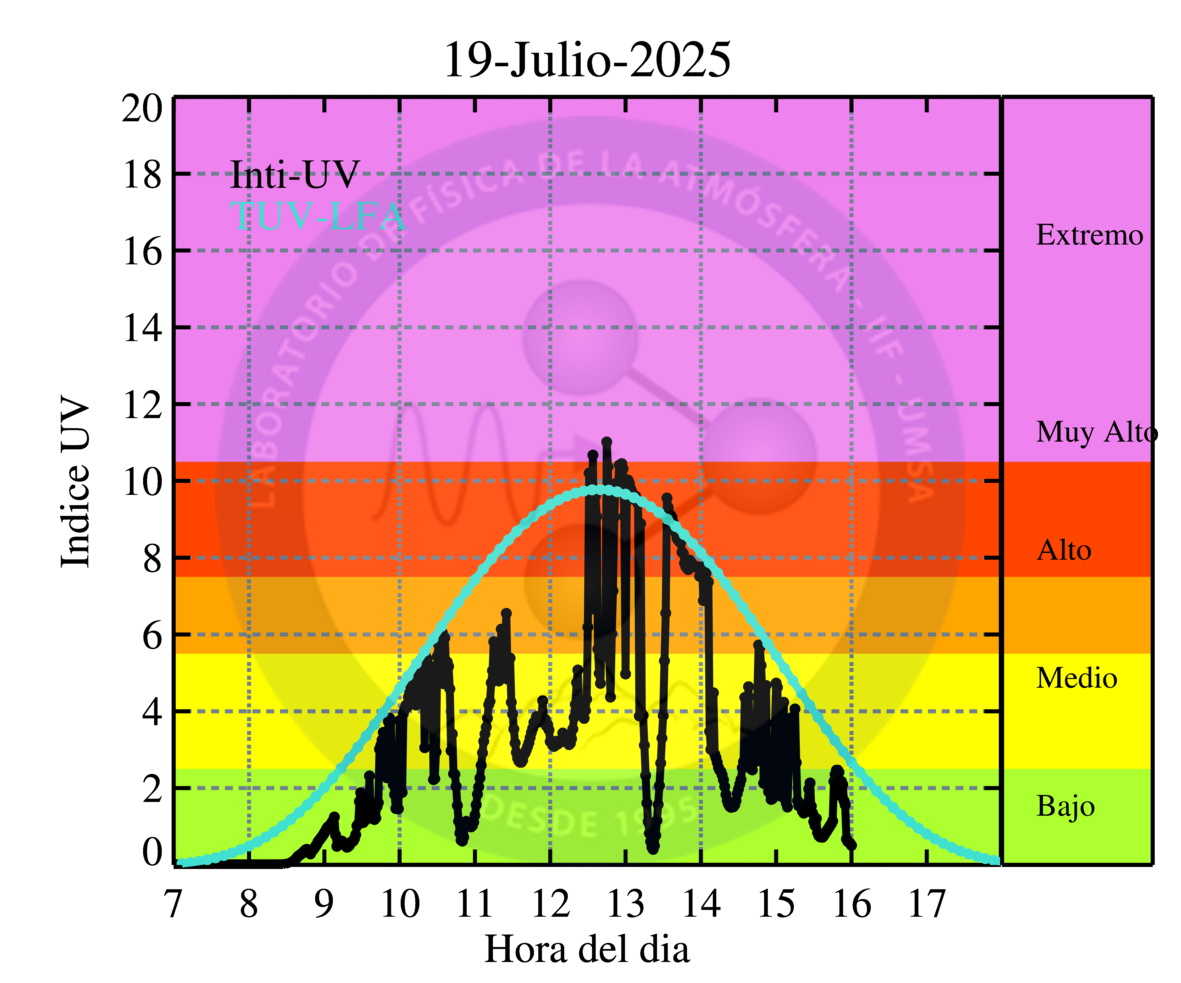 19-Julio-2025
Inti-UV
TUV-LFA
LABORATORIO DE FÍSICA DE LA ATMÓSFERA - IIF - UMSA
DESDE 1995
Indice UV
20
18
16
14
12
10
8
6
4
2
0
Extremo
Muy Alto
Alto
Medio
Bajo
7 8 9 10 11 12 13 14 15 16 17
Hora del dia